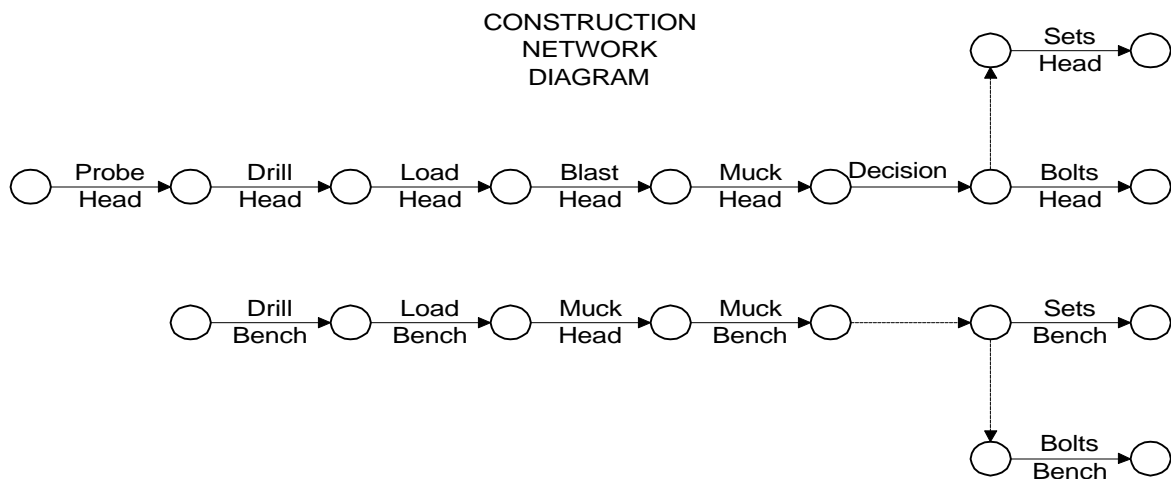 CONSTRUCTION
NETWORK
DIAGRAM
Sets
Head
Probe
Head
Drill
Head
Load
Head
Blast
Head
Muck
Head
Decision
Bolts
Head
Drill
Bench
Load
Bench
Muck
Head
Muck
Bench
Sets
Bench
Bolts
Bench